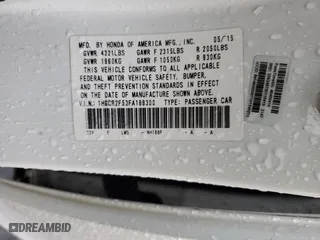 MFD. BY HONDA OF AMERICA MFG., INC. 05/15
GVWR 4321LBS GAWR F 2315LBS R 2050LBS
GVWR 1960KG GAWR F 1050KG R 930KG
THIS VEHICLE CONFORMS TO ALL APPLICABLE
FEDERAL MOTOR VEHICLE SAFETY, BUMPER,
AND THEFT PREVENTION STANDARDS IN EFFECT
ON THE DATE OF MANUFACTURE SHOWN ABOVE.
V.I.N.: 1HGCR2F53FA188300 TYPE: PASSENGER CAR
A A
DREAMBID